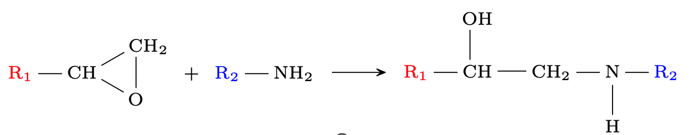 OH
R₁ CH CH₂ + R₂ NH₂ R₁ CH CH₂ N R₂
O
H